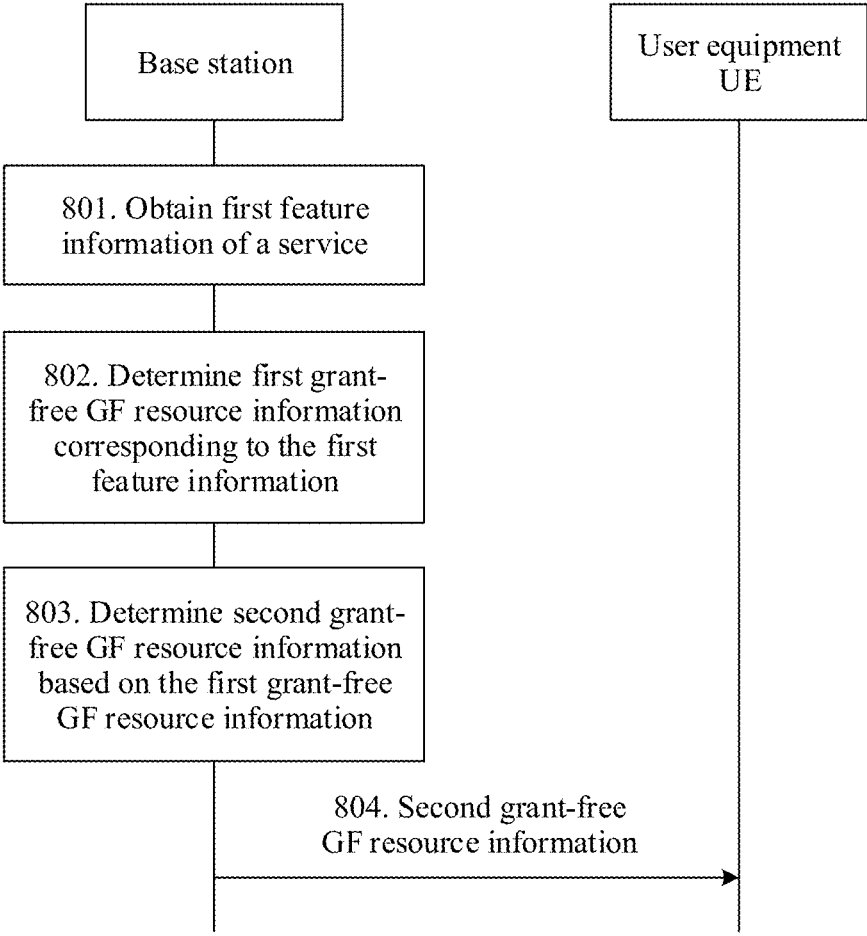 Base station
User equipment
UE
801. Obtain first feature
information of a service
802. Determine first grant-
free GF resource information
corresponding to the first
feature information
803. Determine second grant-
free GF resource information
based on the first grant-free
GF resource information
804. Second grant-free
GF resource information